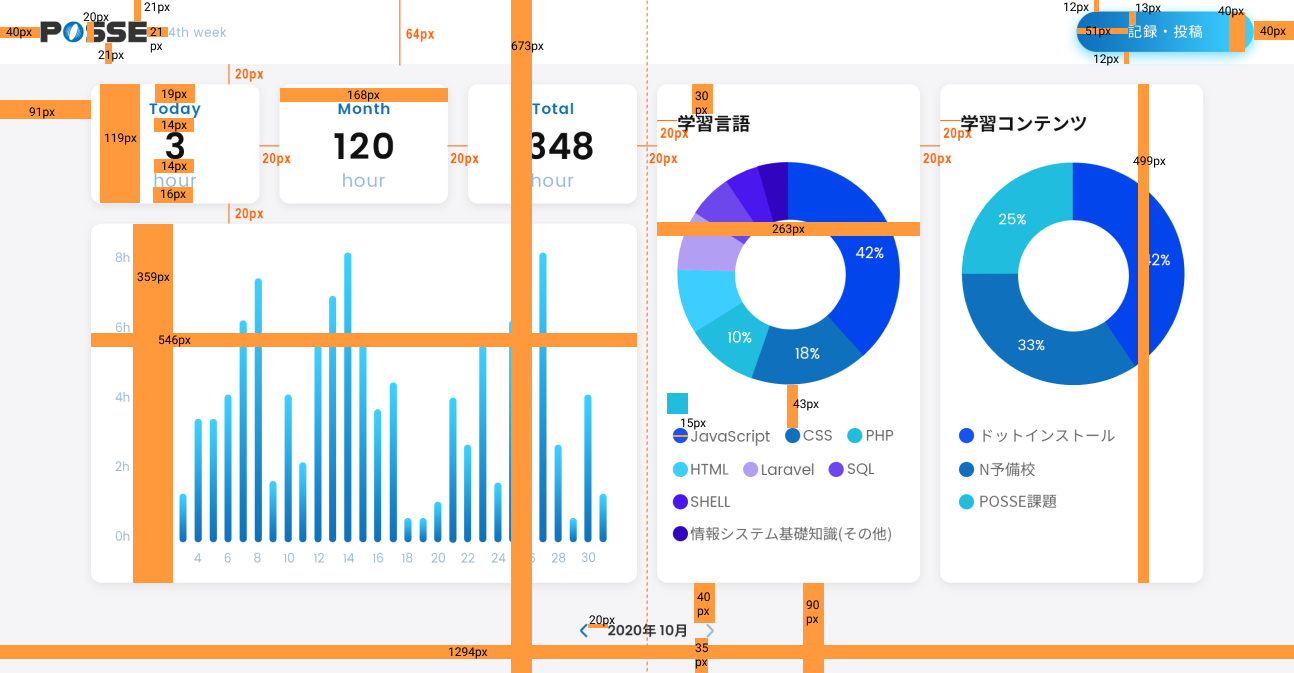 21px
20px
40px
POSSE
21
px
4th week
21px
64px
673px
12px
13px
40px
51px
記録・投稿
40px
12px
20px
91px
19px
Today
14px
119px
3
14px
hour
16px
168px
Month
120
hour
Total
348
hour
20px
20px
20px
20px
20px
30
px
学習言語
20px
学習コンテンツ
20px
499px
263px
42%
18%
10%
25%
42%
33%
8h
6h
4h
2h
0h
359px
546px
4
6
8
10
12
14
16
18
20
22
24
28
30
43px
15px
JavaScript
CSS
PHP
HTML
Laravel
SQL
SHELL
情報システム基礎知識(その他)
ドットインストール
N予備校
POSSE課題
40
px
90
px
20px
2020年 10月
35
px
1294px